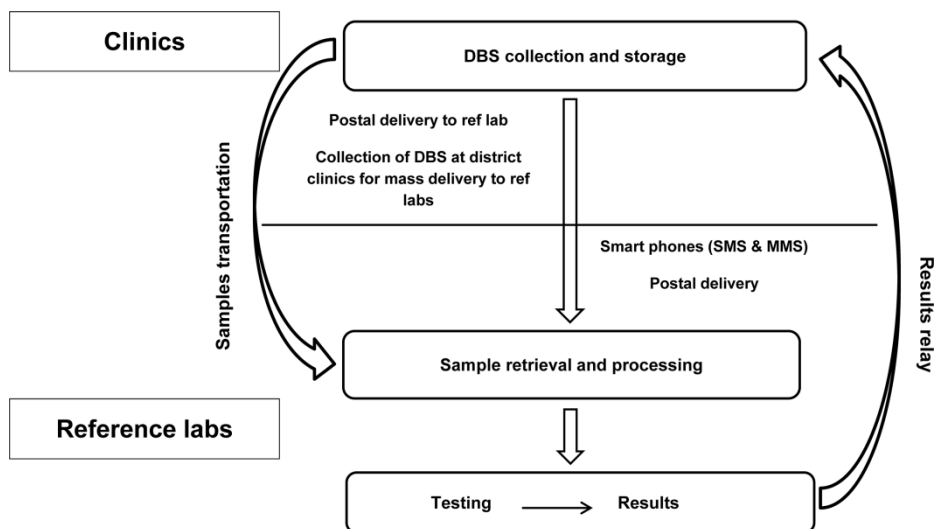 Clinics
DBS collection and storage
Postal delivery to ref lab
Collection of DBS at district
clinics for mass delivery to ref
labs
Samples transportation
Smart phones (SMS & MMS)
Postal delivery
Results relay
Sample retrieval and processing
Reference labs
Testing
Results